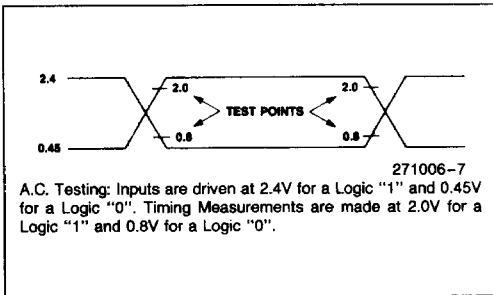 2.4
2.0
2.0
TEST POINTS
0.8
0.8
0.45
271006-7
A.C. Testing: Inputs are driven at 2.4V for a Logic "1" and 0.45V
for a Logic "0". Timing Measurements are made at 2.0V for a
Logic "1" and 0.8V for a Logic "0".